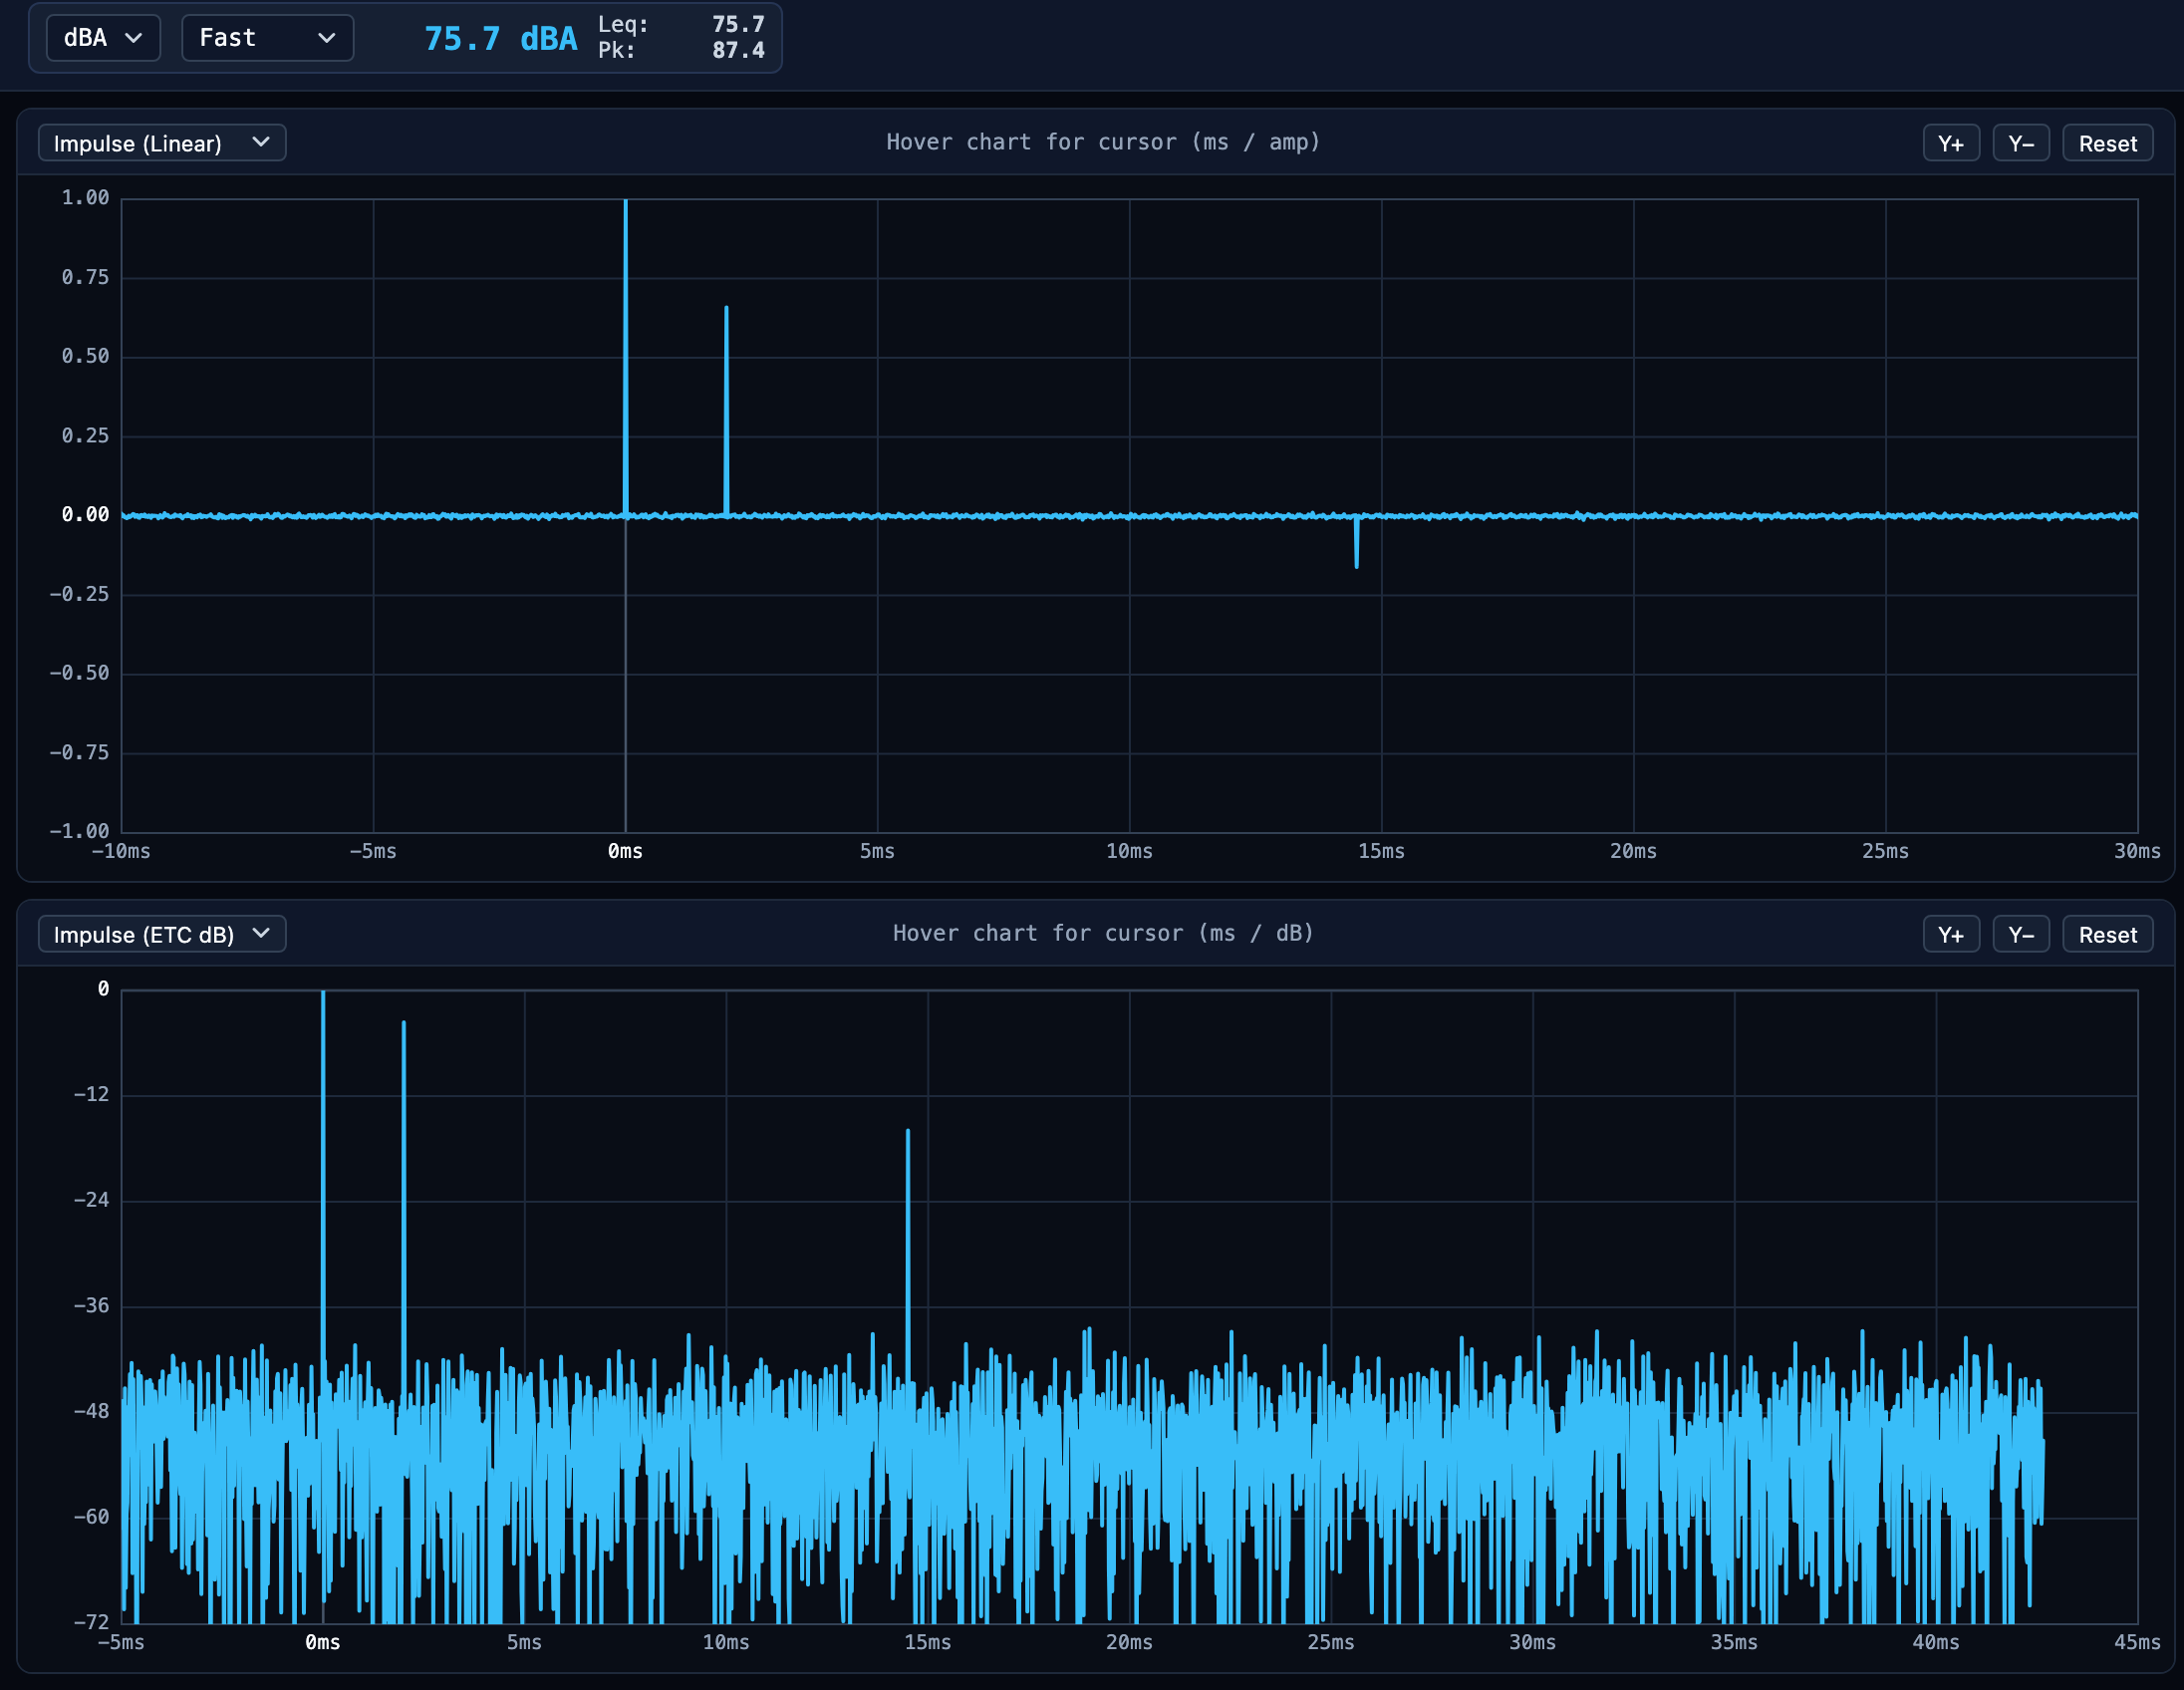 dBA Fast 75.7 dBA Leq: 75.7
Pk: 87.4
Impulse (Linear) Hover chart for cursor (ms / amp) Y+ Y− Reset
1.00
0.75
0.50
0.25
0.00
−0.25
−0.50
−0.75
−1.00
−10ms −5ms 0ms 5ms 10ms 15ms 20ms 25ms 30ms
Impulse (ETC dB) Hover chart for cursor (ms / dB) Y+ Y− Reset
0
−12
−24
−36
−48
−60
−72
−5ms 0ms 5ms 10ms 15ms 20ms 25ms 30ms 35ms 40ms 45ms